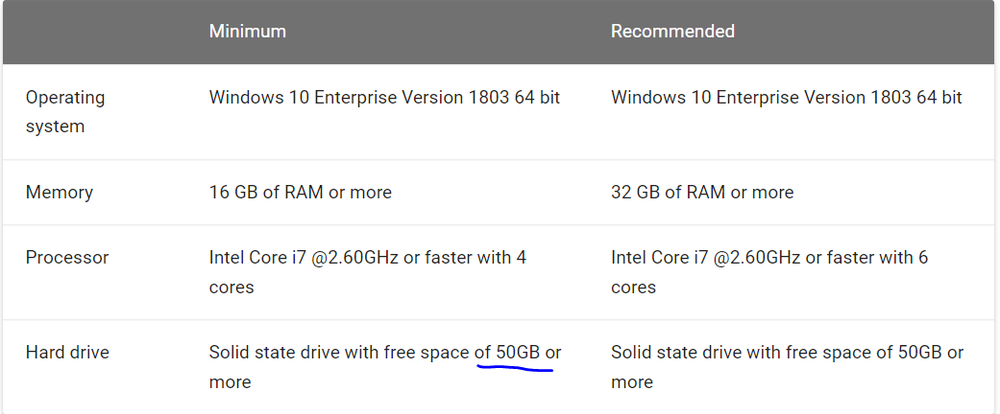 Minimum Recommended
Operating system Windows 10 Enterprise Version 1803 64 bit Windows 10 Enterprise Version 1803 64 bit
Memory 16 GB of RAM or more 32 GB of RAM or more
Processor Intel Core i7 @2.60GHz or faster with 4 cores Intel Core i7 @2.60GHz or faster with 6 cores
Hard drive Solid state drive with free space of 50GB or more Solid state drive with free space of 50GB or more